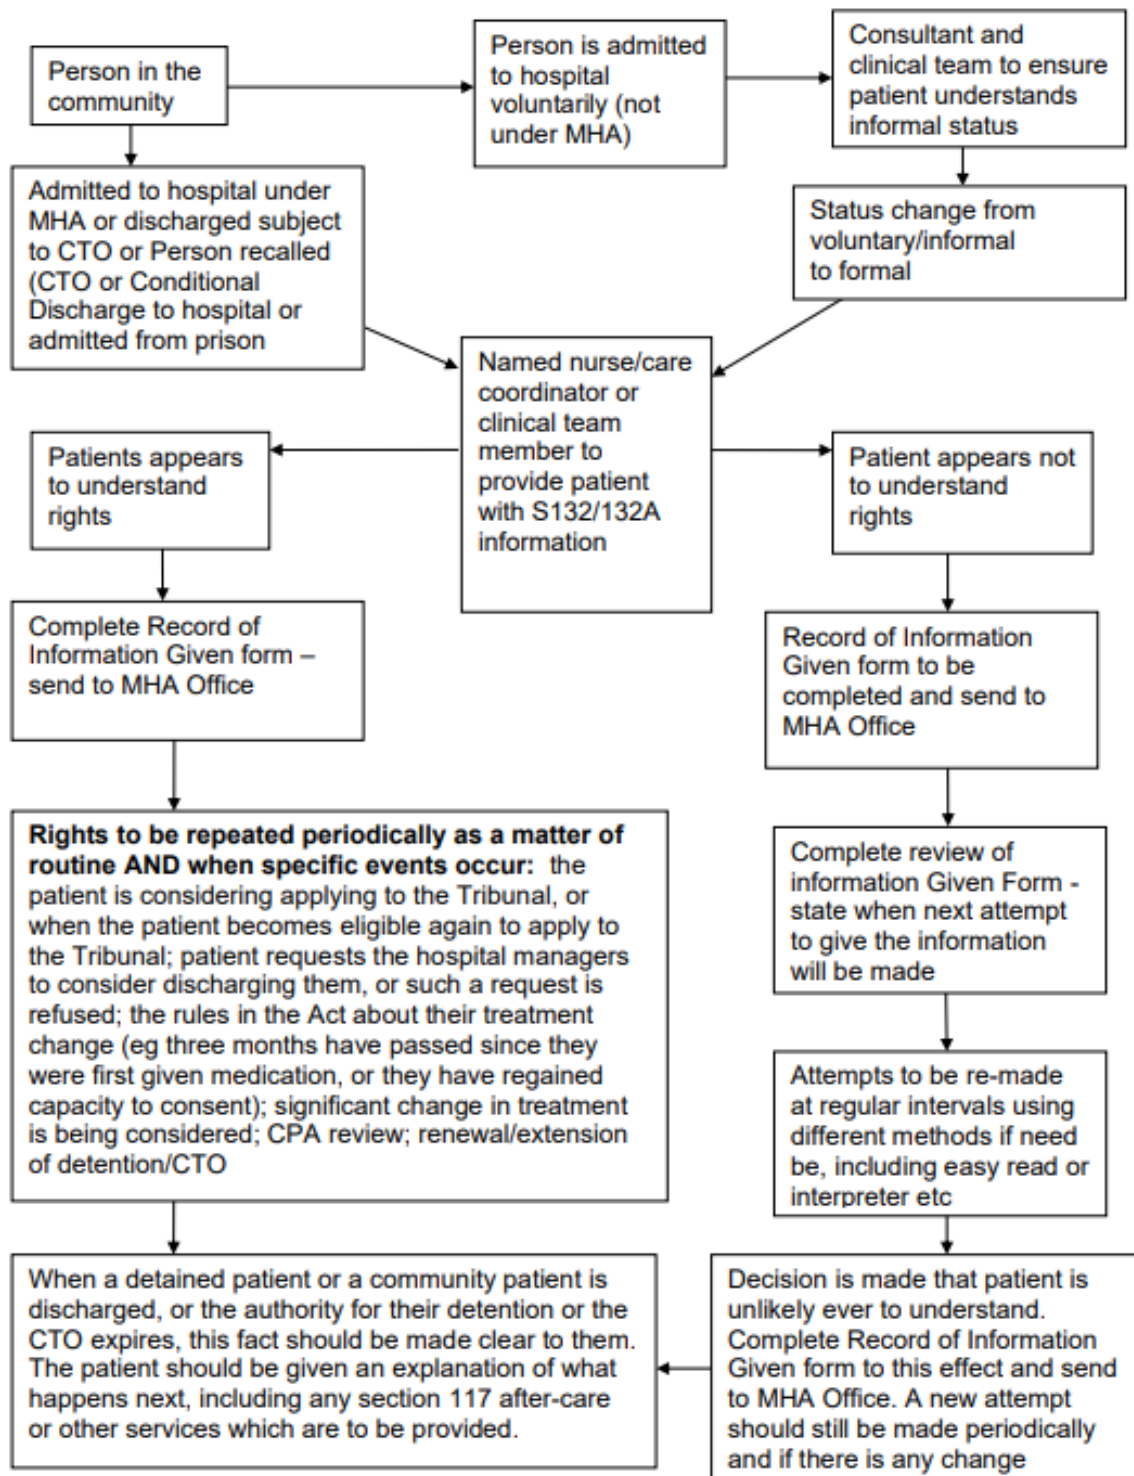 Person in the
community
Person is admitted
to hospital
voluntarily (not
under MHA)
Consultant and
clinical team to ensure
patient understands
informal status
Admitted to hospital under
MHA or discharged subject
to CTO or Person recalled
(CTO or Conditional
Discharge to hospital or
admitted from prison
Status change from
voluntary/informal
to formal
Named nurse/care
coordinator or
clinical team
member to
provide patient
with S132/132A
information
Patients appears
to understand
rights
Patient appears not
to understand
rights
Complete Record of
Information Given form –
send to MHA Office
Record of Information
Given form to be
completed and send to
MHA Office
Rights to be repeated periodically as a matter of
routine AND when specific events occur: the
patient is considering applying to the Tribunal, or
when the patient becomes eligible again to apply to
the Tribunal; patient requests the hospital managers
to consider discharging them, or such a request is
refused; the rules in the Act about their treatment
change (eg three months have passed since they
were first given medication, or they have regained
capacity to consent); significant change in treatment
is being considered; CPA review; renewal/extension
of detention/CTO
Complete review of
information Given Form -
state when next attempt
to give the information
will be made
Attempts to be re-made
at regular intervals using
different methods if need
be, including easy read or
interpreter etc
When a detained patient or a community patient is
discharged, or the authority for their detention or the
CTO expires, this fact should be made clear to them.
The patient should be given an explanation of what
happens next, including any section 117 after-care
or other services which are to be provided.
Decision is made that patient is
unlikely ever to understand.
Complete Record of Information
Given form to this effect and send
to MHA Office. A new attempt
should still be made periodically
and if there is any change